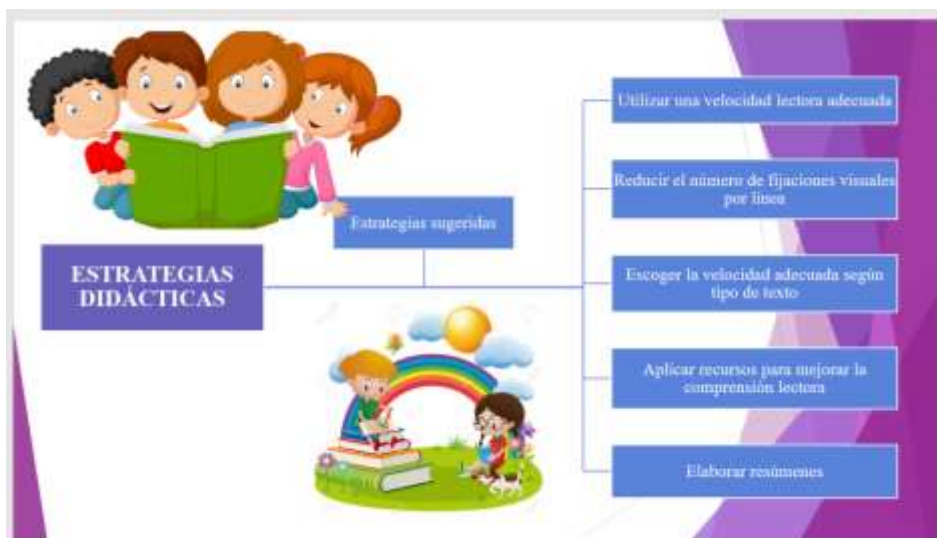 ESTRATEGIAS
DIDÁCTICAS
Estrategias sugeridas
Utilizar una velocidad lectora adecuada
Reducir el número de fijaciones visuales
por línea
Escoger la velocidad adecuada según
tipo de texto
Aplicar recursos para mejorar la
comprensión lectora
Elaborar resúmenes